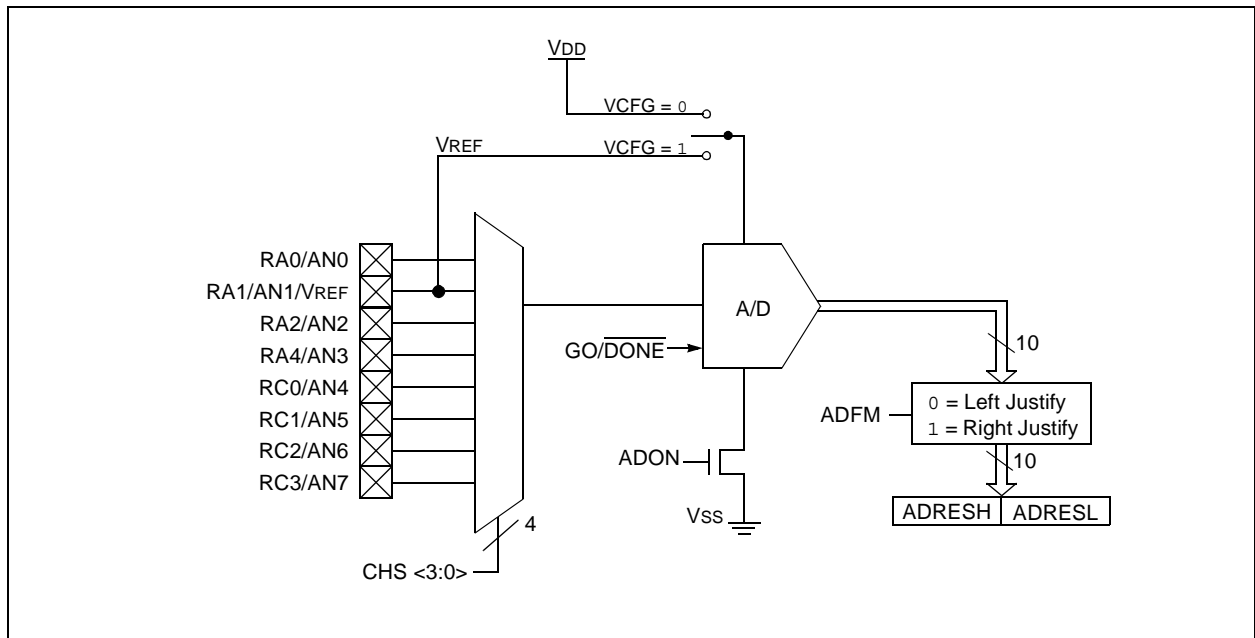 VDD
VCFG = 0
VREF
VCFG = 1
RA0/AN0
RA1/AN1/VREF
RA2/AN2
RA4/AN3
RC0/AN4
RC1/AN5
RC2/AN6
RC3/AN7
CHS <3:0>
4
A/D
GO/DONE
ADON
VSS
10
ADFM
0 = Left Justify
1 = Right Justify
10
ADRESH ADRESL